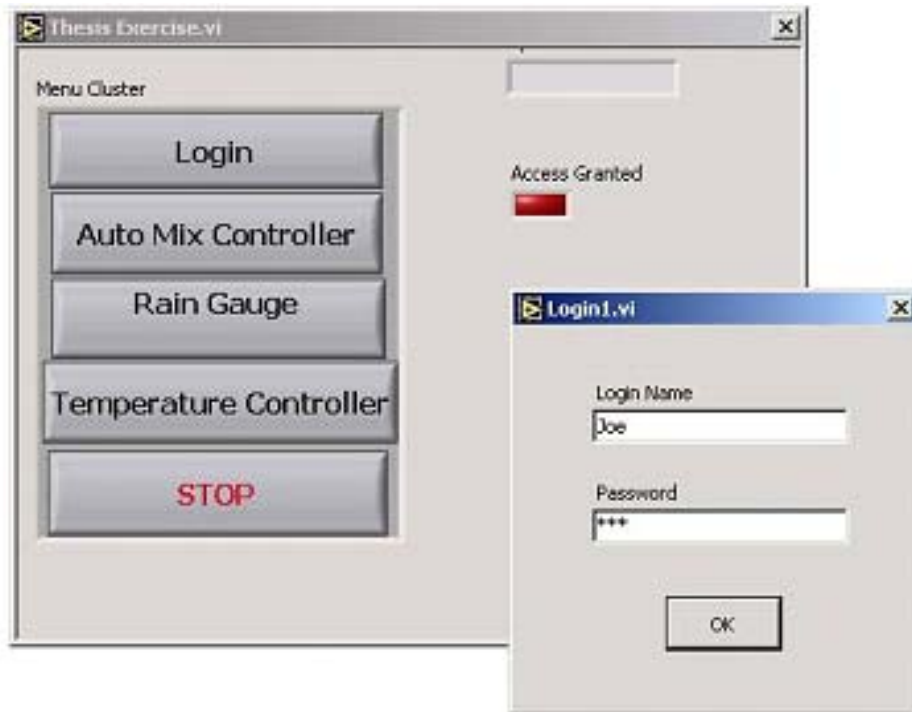 Thesis Exercise.vi
Menu Cluster
Login
Auto Mix Controller
Rain Gauge
Temperature Controller
STOP
Access Granted
Login1.vi
Login Name
Joe
Password
***
OK